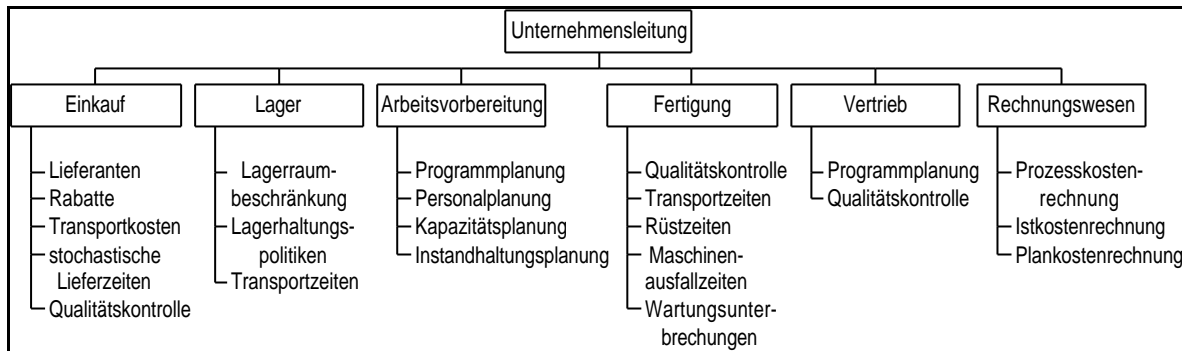 Unternehmensleitung
Einkauf
Lieferanten
Rabatte
Transportkosten
stochastische
Lieferzeiten
Qualitätskontrolle
Lager
Lagerraum-
beschränkung
Lagerhaltungs-
politiken
Transportzeiten
Arbeitsvorbereitung
Programmplanung
Personalplanung
Kapazitätsplanung
Instandhaltungsplanung
Fertigung
Qualitätskontrolle
Transportzeiten
Rüstzeiten
Maschinen-
ausfallzeiten
Wartungsunter-
brechungen
Vertrieb
Programmplanung
Qualitätskontrolle
Rechnungswesen
Prozesskosten-
rechnung
Istkostenrechnung
Plankostenrechnung